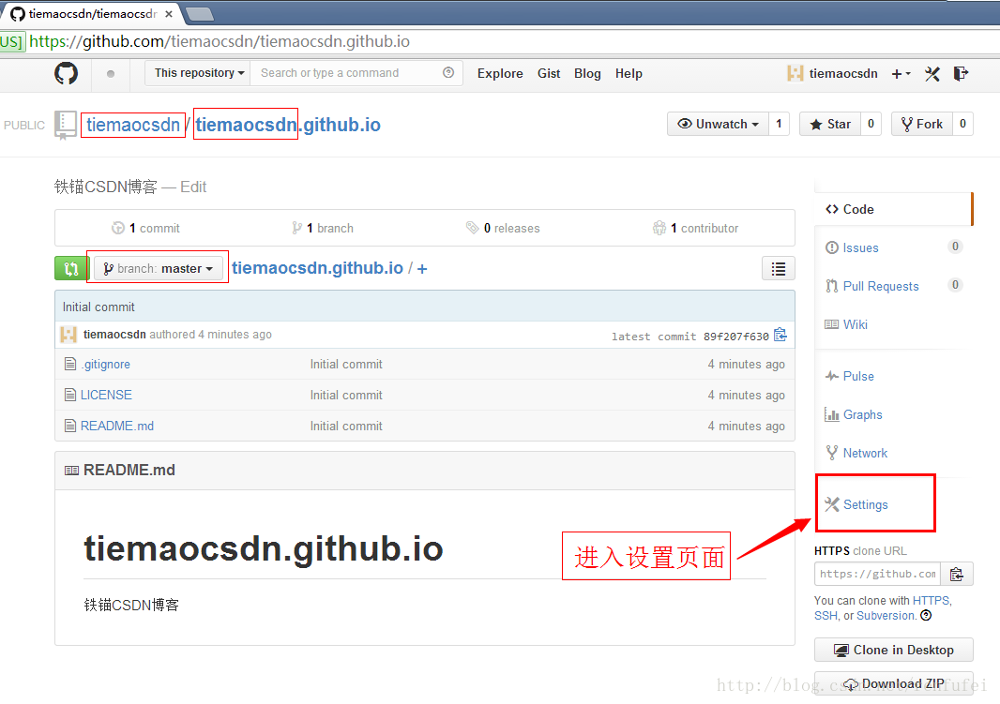 tiemaocsdn/tiemaocsdn
US] https://github.com/tiemaocsdn/tiemaocsdn.github.io
This repository Search or type a command Explore Gist Blog Help tiemaocsdn +
PUBLIC tiemaocsdn / tiemaocsdn.github.io Unwatch 1 Star 0 Fork 0
铁锚CSDN博客 — Edit
1 commit 1 branch 0 releases 1 contributor
branch: master tiemaocsdn.github.io / +
Initial commit
tiemaocsdn authored 4 minutes ago latest commit 89f207f630
.gitignore Initial commit 4 minutes ago
LICENSE Initial commit 4 minutes ago
README.md Initial commit 4 minutes ago
README.md
tiemaocsdn.github.io
铁锚CSDN博客
Code
Issues 0
Pull Requests 0
Wiki
Pulse
Graphs
Network
Settings
进入设置页面
HTTPS clone URL
https://github.com
You can clone with HTTPS,
SSH, or Subversion.
Clone in Desktop
Download ZIP